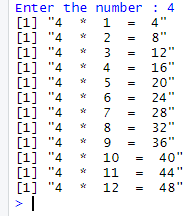 Enter the number : 4
[1] "4  *  1  =  4"
[1] "4  *  2  =  8"
[1] "4  *  3  =  12"
[1] "4  *  4  =  16"
[1] "4  *  5  =  20"
[1] "4  *  6  =  24"
[1] "4  *  7  =  28"
[1] "4  *  8  =  32"
[1] "4  *  9  =  36"
[1] "4  *  10  =  40"
[1] "4  *  11  =  44"
[1] "4  *  12  =  48"
>